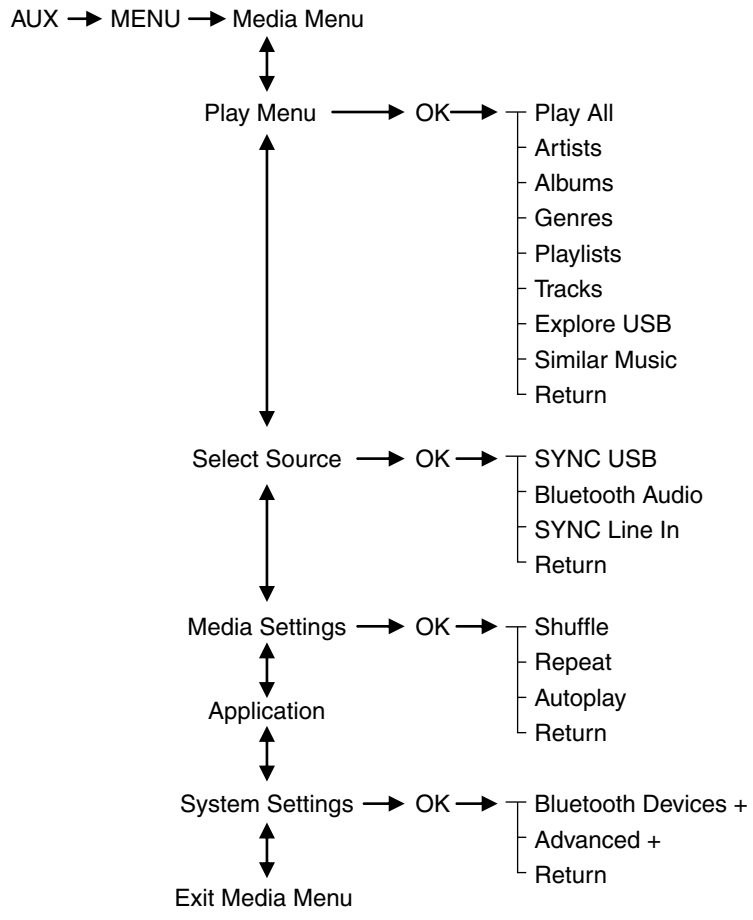 AUX MENU Media Menu
Play Menu OK Play All
Artists
Albums
Genres
Playlists
Tracks
Explore USB
Similar Music
Return
Select Source OK SYNC USB
Bluetooth Audio
SYNC Line In
Return
Media Settings OK Shuffle
Repeat
Autoplay
Application
Return
System Settings OK Bluetooth Devices +
Advanced +
Return
Exit Media Menu